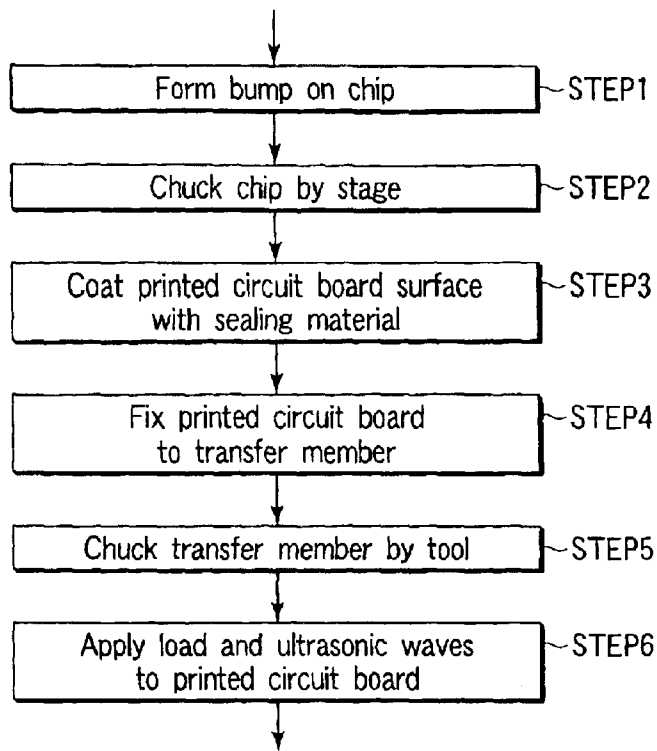 Form bump on chip
STEP1
Chuck chip by stage
STEP2
Coat printed circuit board surface
with sealing material
STEP3
Fix printed circuit board
to transfer member
STEP4
Chuck transfer member by tool
STEP5
Apply load and ultrasonic waves
to printed circuit board
STEP6